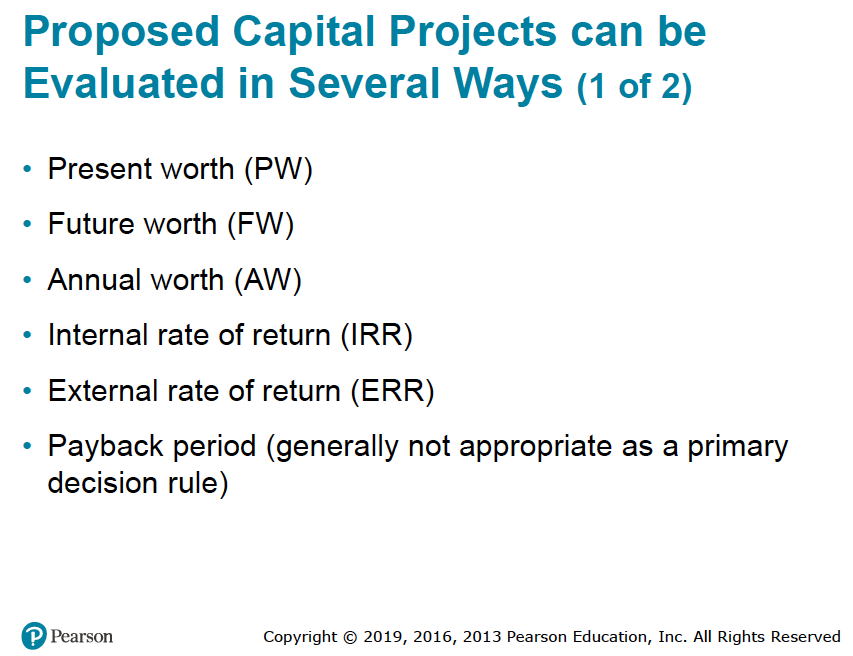 Proposed Capital Projects can be
Evaluated in Several Ways (1 of 2)
• Present worth (PW)
• Future worth (FW)
• Annual worth (AW)
• Internal rate of return (IRR)
• External rate of return (ERR)
• Payback period (generally not appropriate as a primary
decision rule)
Pearson
Copyright © 2019, 2016, 2013 Pearson Education, Inc. All Rights Reserved